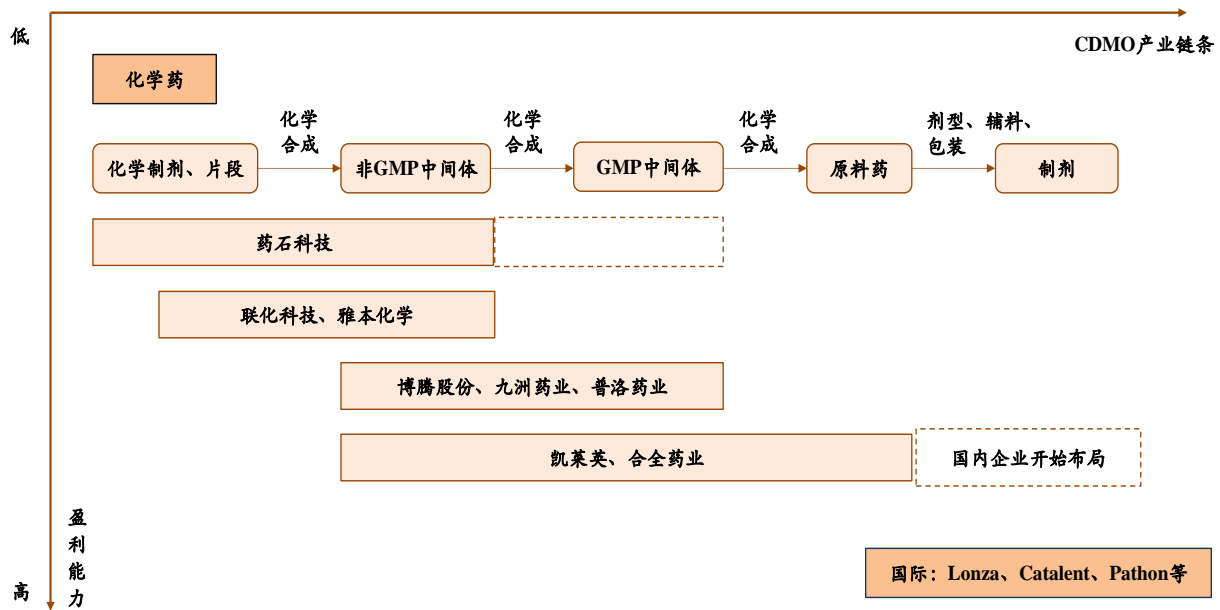 低
CDMO产业链条
化学药
化学
合成
化学
合成
化学
合成
剂型、辅料、
包装
化学制剂、片段
非GMP中间体
GMP中间体
原料药
制剂
药石科技
联化科技、雅本化学
博腾股份、九洲药业、普洛药业
凯莱英、合全药业
国内企业开始布局
盈
利
能
力
高
国际：Lonza、Catalent、Pathon等